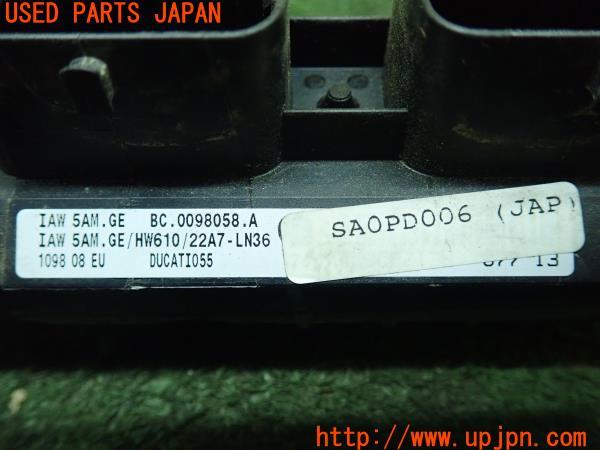 USED PARTS JAPAN
IAW 5AM.GE BC.0098058.A
IAW 5AM.GE/HW610/22A7-LN36
1098 08 EU DUCATI055
SA0PD006 (JAP)
http://www.upjpn.com/